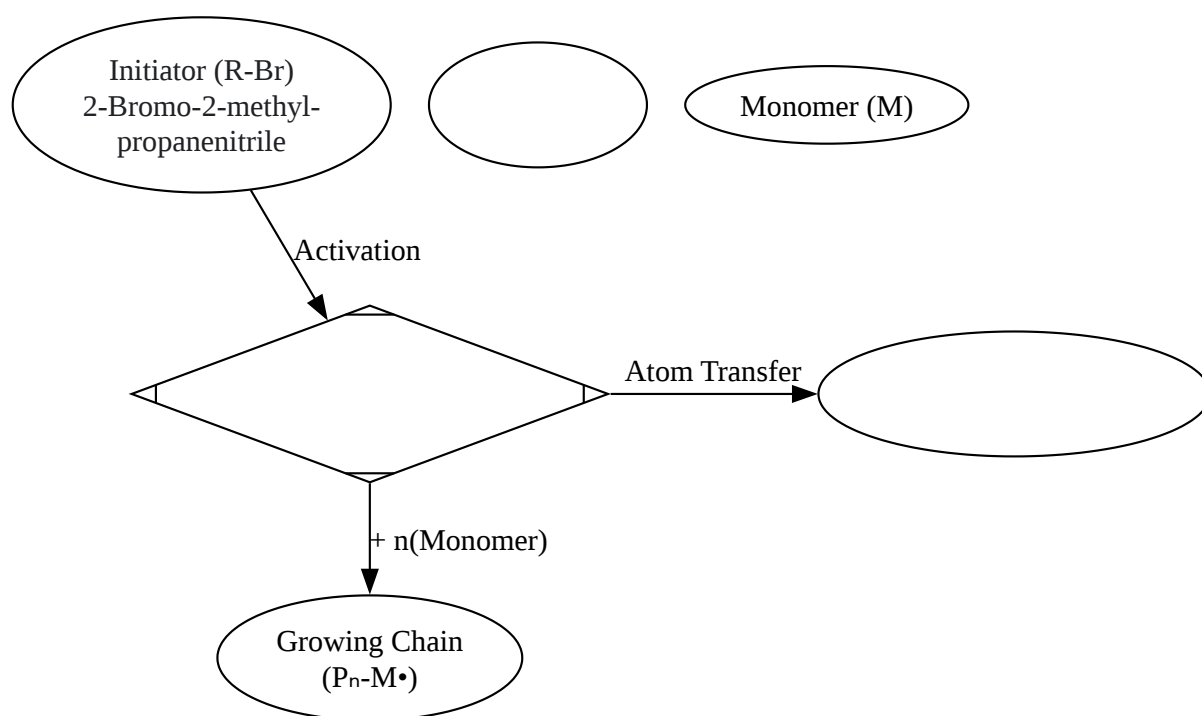 Initiator (R-Br)
2-Bromo-2-methyl-
propanenitrile
Monomer (M)
Activation
Atom Transfer
+ n(Monomer)
Growing Chain
(Pₙ-M•)